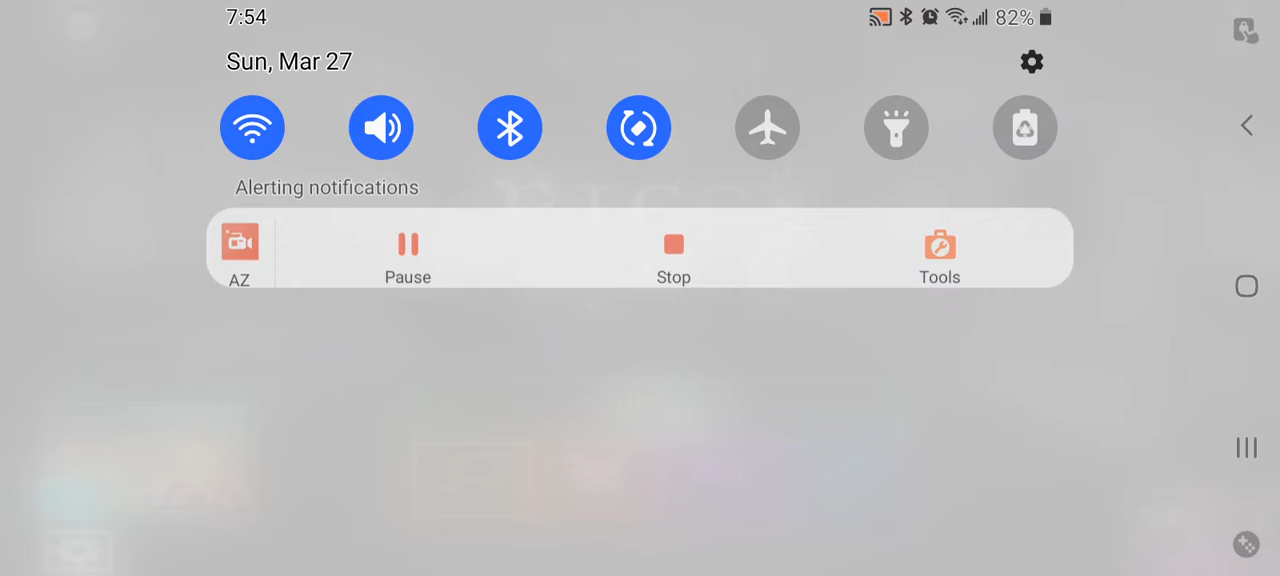 7:54
82%
Sun, Mar 27
Alerting notifications
AZ
Pause
Stop
Tools